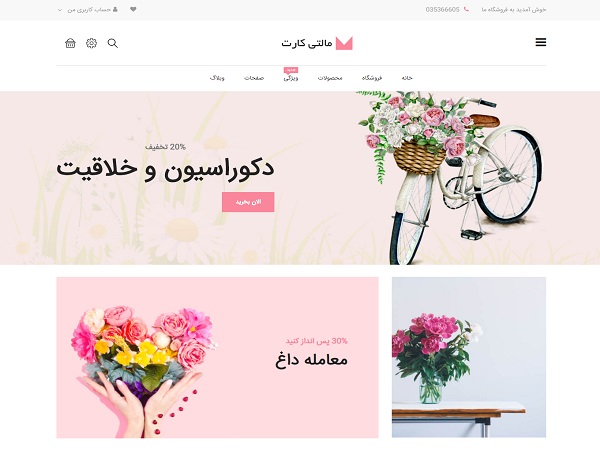 خوش آمدید به فروشگاه ما
035366605
حساب کاربری من
مالتی کارت
خانه
فروشگاه
محصولات
ویژگی
صفحات
وبلاگ
20% تخفیف
دکوراسیون و خلاقیت
الان بخرید
30% پس انداز کنید
معامله داغ